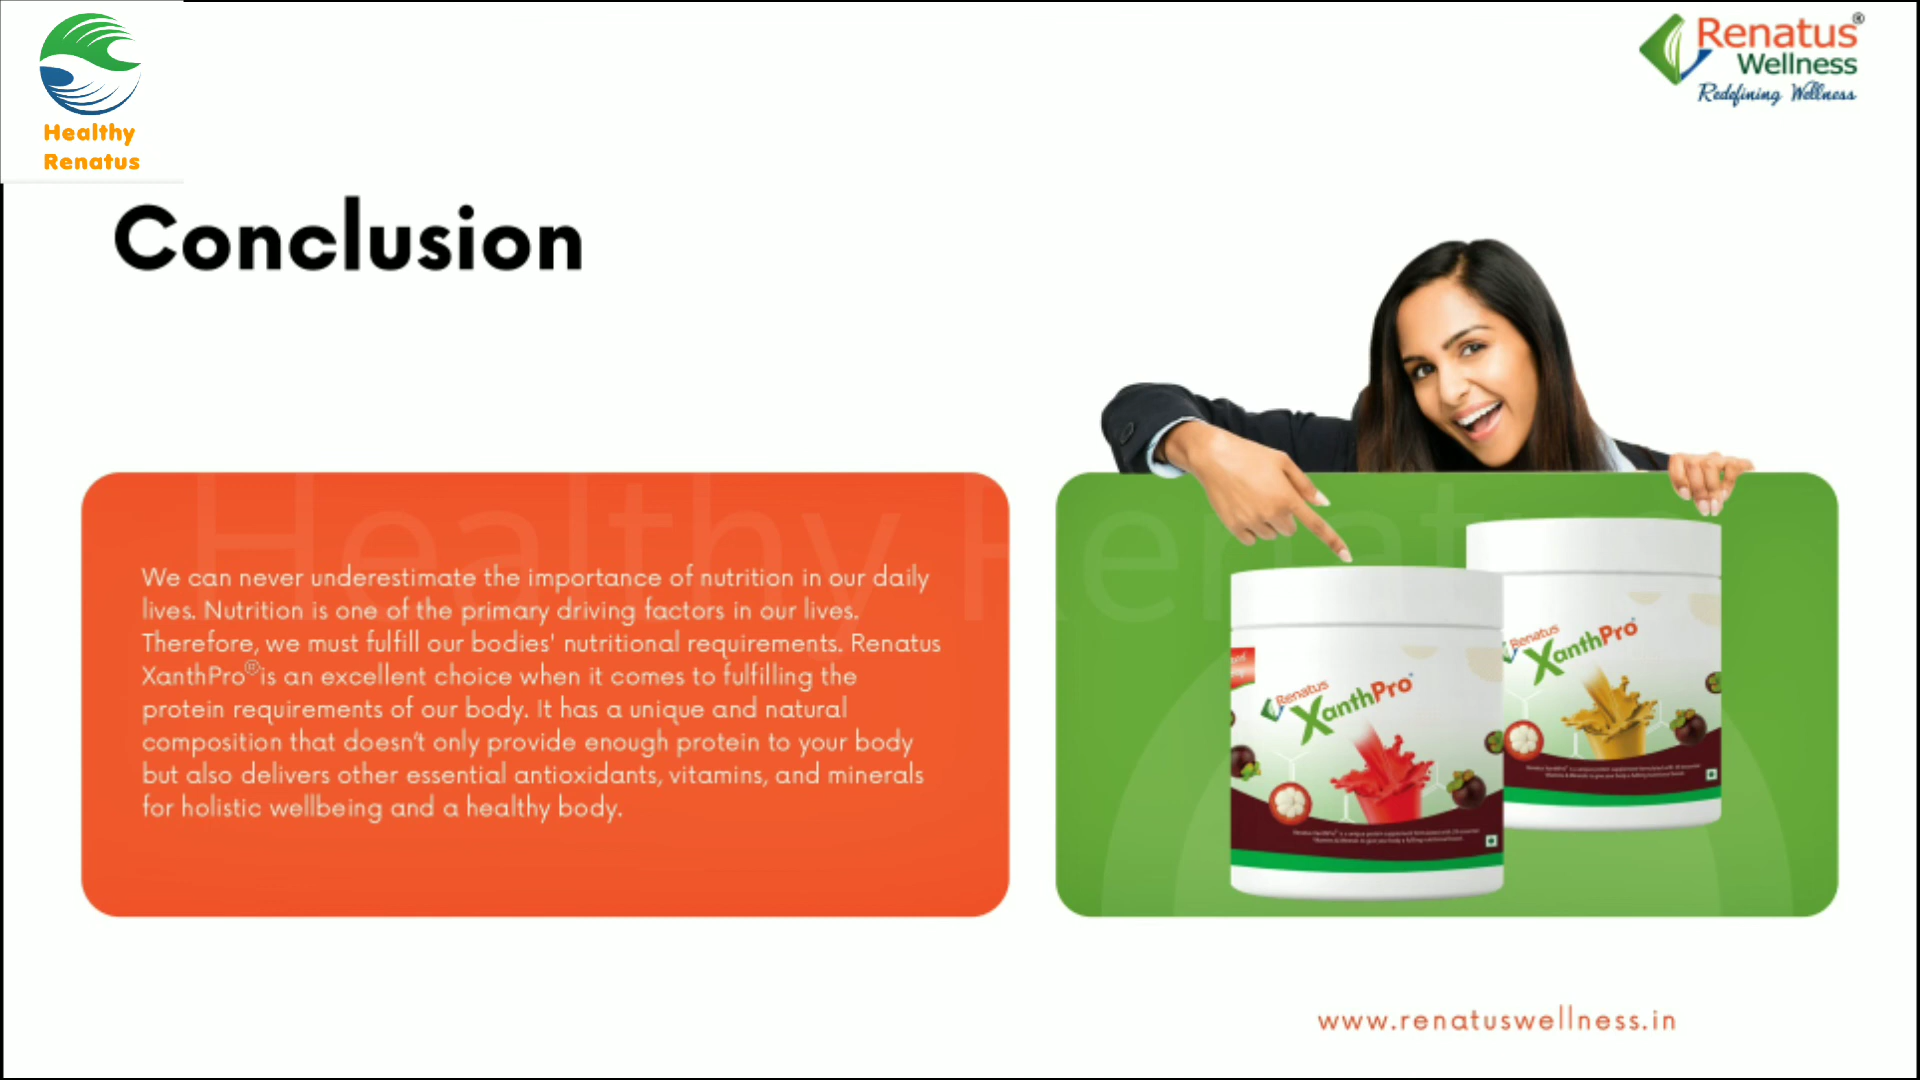 Healthy
Renatus
Renatus®
Wellness
Redefining Wellness
Conclusion
Healthy Renatus
We can never underestimate the importance of nutrition in our daily
lives. Nutrition is one of the primary driving factors in our lives.
Therefore, we must fulfill our bodies' nutritional requirements. Renatus
XanthPro® is an excellent choice when it comes to fulfilling the
protein requirements of our body. It has a unique and natural
composition that doesn't only provide enough protein to your body
but also delivers other essential antioxidants, vitamins, and minerals
for holistic wellbeing and a healthy body.
Renatus
XanthPro
Renatus
XanthPro
www.renatuswellness.in